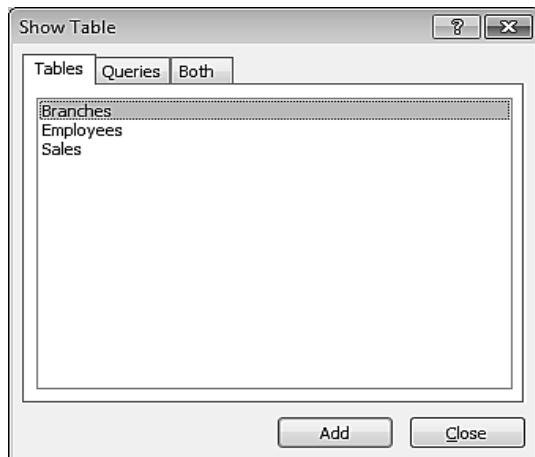 Show Table ? X
Tables Queries Both
Branches
Employees
Sales
Add Close